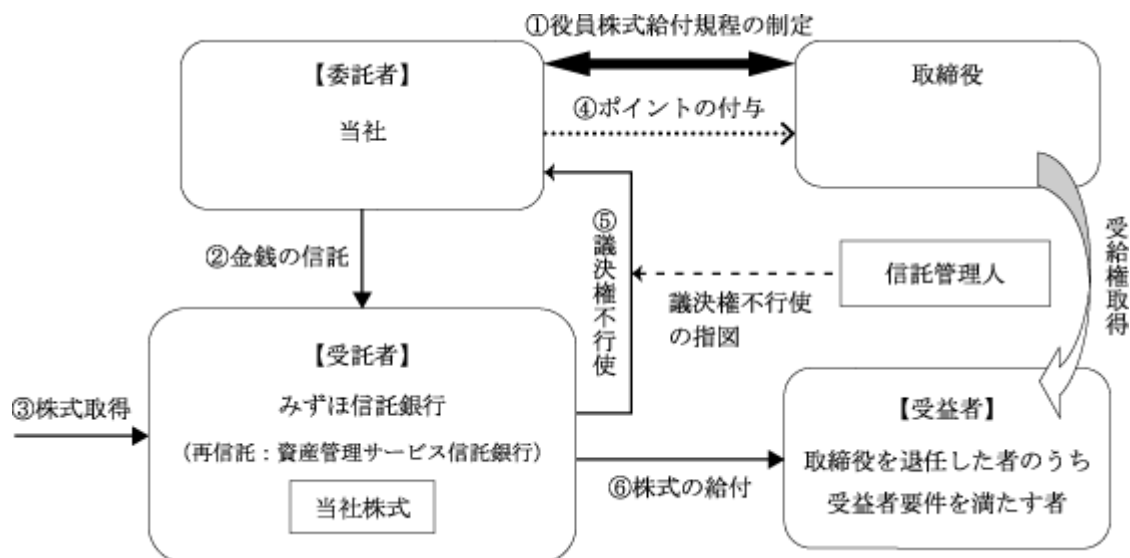 ①役員株式給付規程の制定
【委託者】
当社
取締役
④ポイントの付与
②金銭の信託
⑤議決権不行使
信託管理人
議決権不行使
の指図
受給権取得
【受託者】
みずほ信託銀行
（再信託：資産管理サービス信託銀行）
当社株式
③株式取得
⑥株式の給付
【受益者】
取締役を退任した者のうち
受益者要件を満たす者